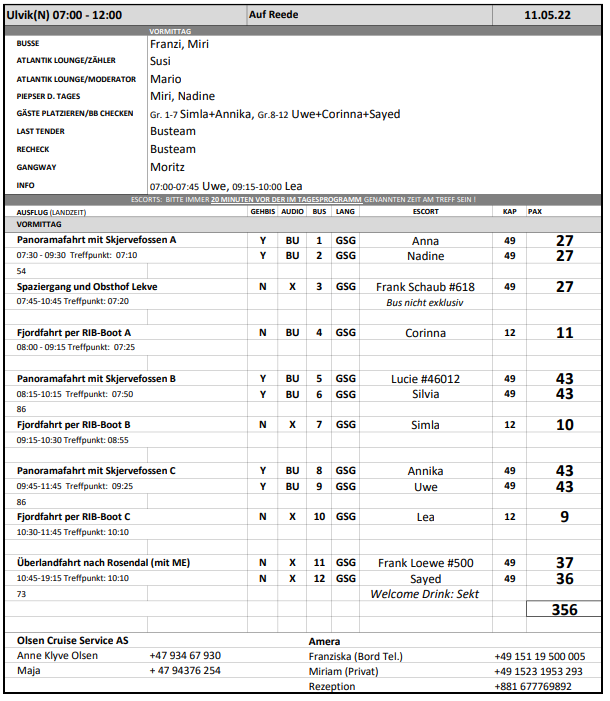 Ulvik(N) 07:00 - 12:00 Auf Reede 11.05.22
VORMITTAG
BUSSE Franzi, Miri
ATLANTIK LOUNGE/ZÄHLER Susi
ATLANTIK LOUNGE/MODERATOR Mario
PIEPSER D. TAGES Miri, Nadine
GÄSTE PLATZIEREN/BB CHECKEN Gr. 1-7 Simla+Annika, Gr.8-12 Uwe+Corinna+Sayed
LAST TENDER Busteam
RECHECK Busteam
GANGWAY Moritz
INFO 07:00-07:45 Uwe, 09:15-10:00 Lea
ESCORTS: BITTE IMMER 20 MINUTEN VOR DER IM TAGESPROGRAMM GENANNTEN ZEIT AM TREFF SEIN !
AUSFLUG (LANDZEIT) GEHBIS AUDIO BUS LANG ESCORT KAP PAX
VORMITTAG
Panoramafahrt mit Skjervefossen A Y BU 1 GSG Anna 49 27
07:30 - 09:30 Treffpunkt: 07:10 Y BU 2 GSG Nadine 49 27
54
Spaziergang und Obsthof Lekve N X 3 GSG Frank Schaub #618 49 27
07:45-10:45 Treffpunkt: 07:20 Bus nicht exklusiv
Fjordfahrt per RIB-Boot A N BU 4 GSG Corinna 12 11
08:00 - 09:15 Treffpunkt: 07:25
Panoramafahrt mit Skjervefossen B Y BU 5 GSG Lucie #46012 49 43
08:15-10:15 Treffpunkt: 07:50 Y BU 6 GSG Silvia 49 43
86
Fjordfahrt per RIB-Boot B N X 7 GSG Simla 12 10
09:15-10:30 Treffpunkt: 08:55
Panoramafahrt mit Skjervefossen C Y BU 8 GSG Annika 49 43
09:45-11:45 Treffpunkt: 09:25 Y BU 9 GSG Uwe 49 43
86
Fjordfahrt per RIB-Boot C N X 10 GSG Lea 12 9
10:30-11:45 Treffpunkt: 10:10
Überlandfahrt nach Rosendal (mit ME) N X 11 GSG Frank Loewe #500 49 37
10:45-19:15 Treffpunkt: 10:10 N X 12 GSG Sayed 49 36
73 Welcome Drink: Sekt
356
Olsen Cruise Service AS Amera
Anne Klyve Olsen +47 934 67 930 Franziska (Bord Tel.) +49 151 19 500 005
Maja + 47 94376 254 Miriam (Privat) +49 1523 1953 293
Rezeption +881 677769892